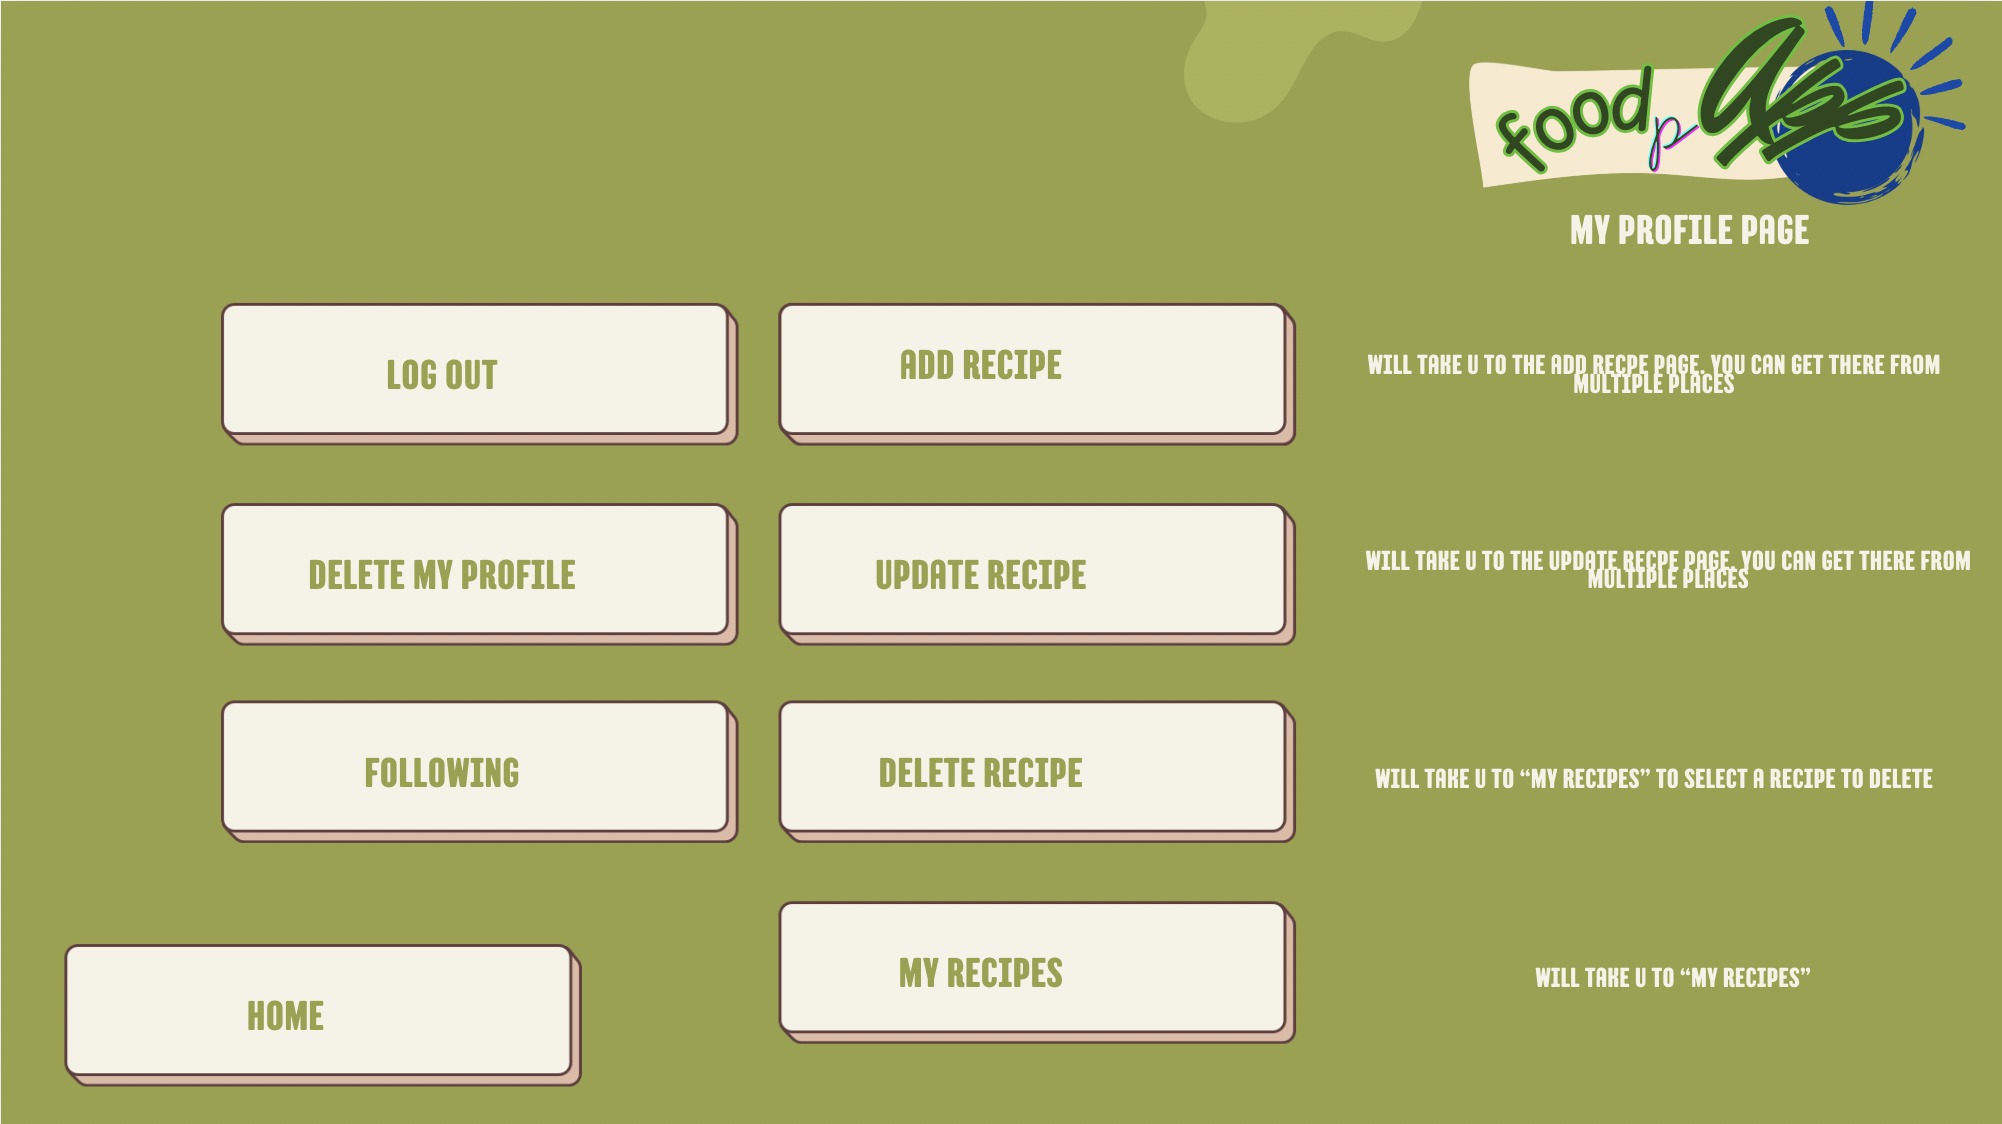 food p App
MY PROFILE PAGE
LOG OUT
ADD RECIPE
WILL TAKE U TO THE ADD RECPE PAGE. YOU CAN GET THERE FROM
MULTIPLE PLACES
DELETE MY PROFILE
UPDATE RECIPE
WILL TAKE U TO THE UPDATE RECPE PAGE. YOU CAN GET THERE FROM
MULTIPLE PLACES
FOLLOWING
DELETE RECIPE
WILL TAKE U TO “MY RECIPES” TO SELECT A RECIPE TO DELETE
MY RECIPES
WILL TAKE U TO “MY RECIPES”
HOME